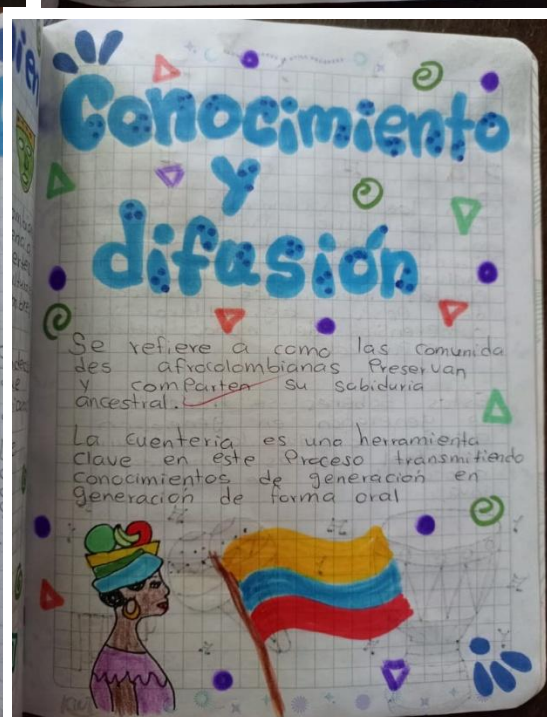 Conocimiento
y
difusión
Se refiere a como las comunida
des afrocolombianas Preservan
y comparten su sabiduria
ancestral.
La cuenteria es uno herramienta
clave en este Proceso transmitiendo
conocimientos de generación en
generación de forma oral